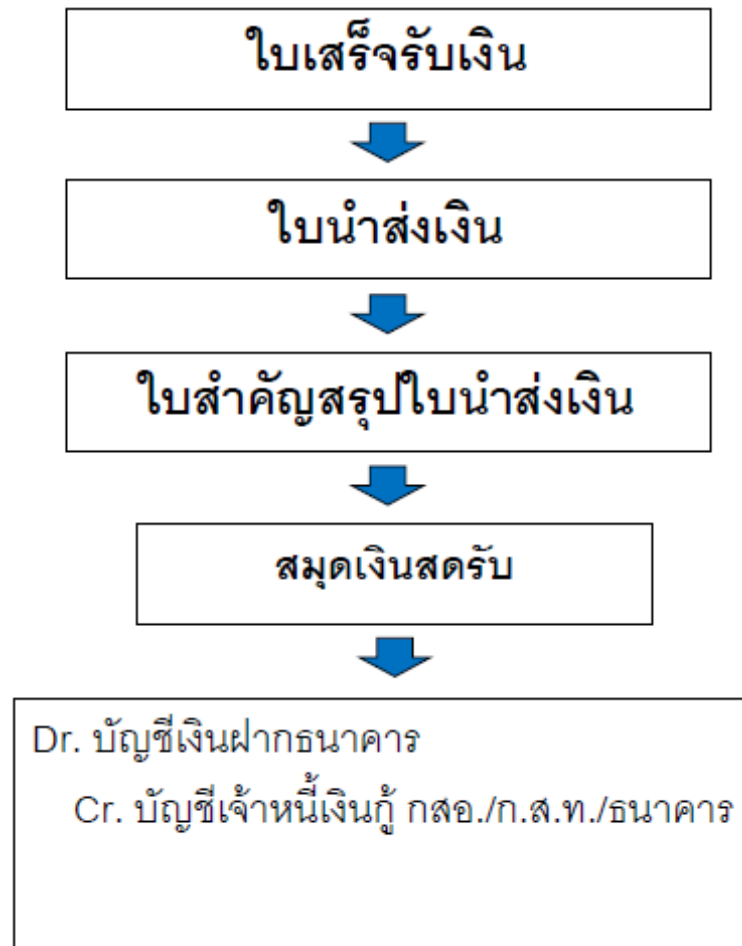 ใบเสร็จรับเงิน
ใบนำส่งเงิน
ใบสำคัญสรุปใบนำส่งเงิน
สมุดเงินสดรับ
Dr. บัญชีเงินฝากธนาคาร
Cr. บัญชีเจ้าหนี้เงินกู้ กสอ./ก.ส.ท./ธนาคาร